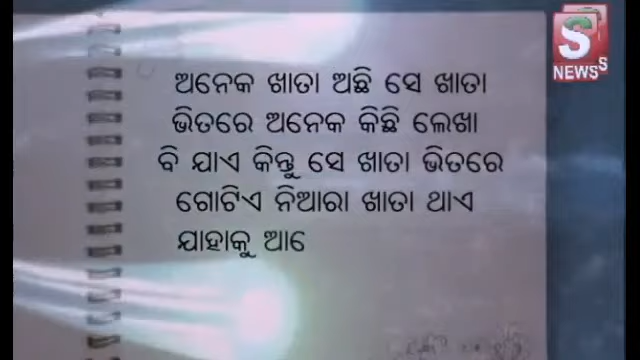 S
NEWS
ଅନେକ ଖାତା ଅଛି ସେ ଖାତା
ଭିତରେ ଅନେକ କିଛି ଲେଖା
ବି ଯାଏ କିନ୍ତୁ ସେ ଖାତା ଭିତରେ
ଗୋଟିଏ ନିଆରା ଖାତା ଥାଏ
ଯାହାକୁ ଆ